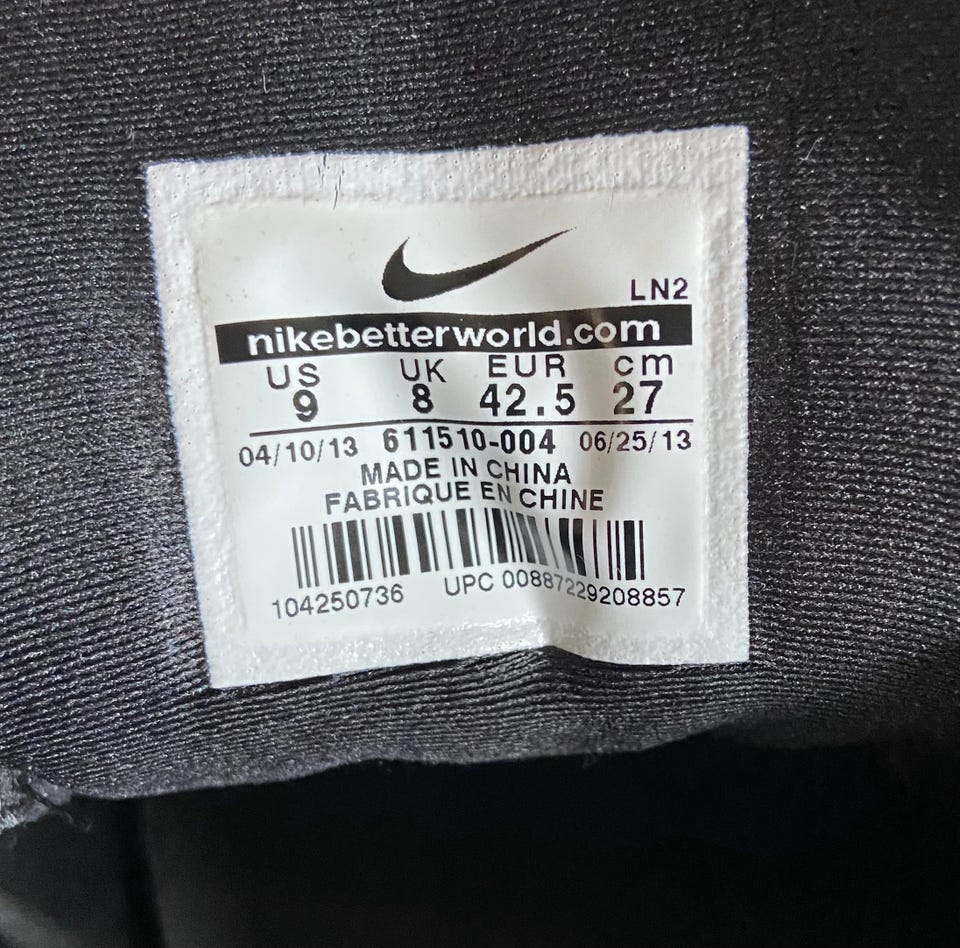 LN2
nikebetterworld.com
US UK EUR cm
9 8 42.5 27
04/10/13 611510-004 06/25/13
MADE IN CHINA
FABRIQUE EN CHINE
104250736 UPC 00887229208857